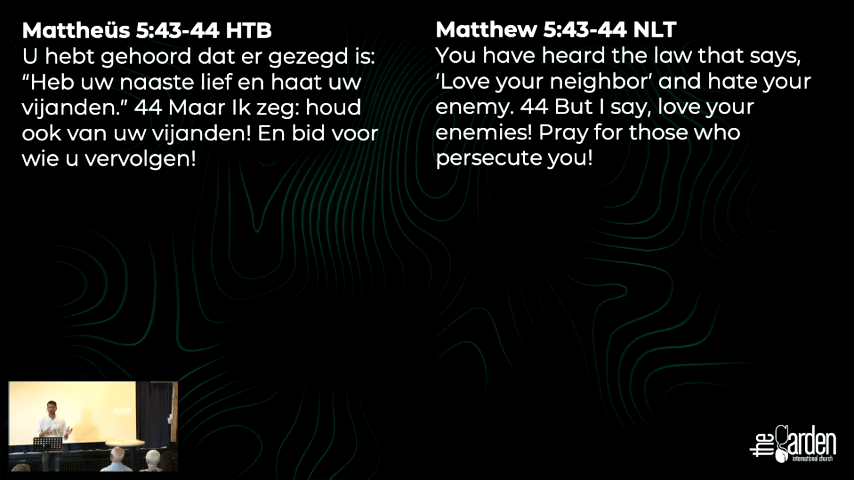 Mattheüs 5:43-44 HTB
U hebt gehoord dat er gezegd is:
“Heb uw naaste lief en haat uw
vijanden.” 44 Maar Ik zeg: houd
ook van uw vijanden! En bid voor
wie u vervolgen!
Matthew 5:43-44 NLT
You have heard the law that says,
‘Love your neighbor’ and hate your
enemy. 44 But I say, love your
enemies! Pray for those who
persecute you!
the Garden
international church